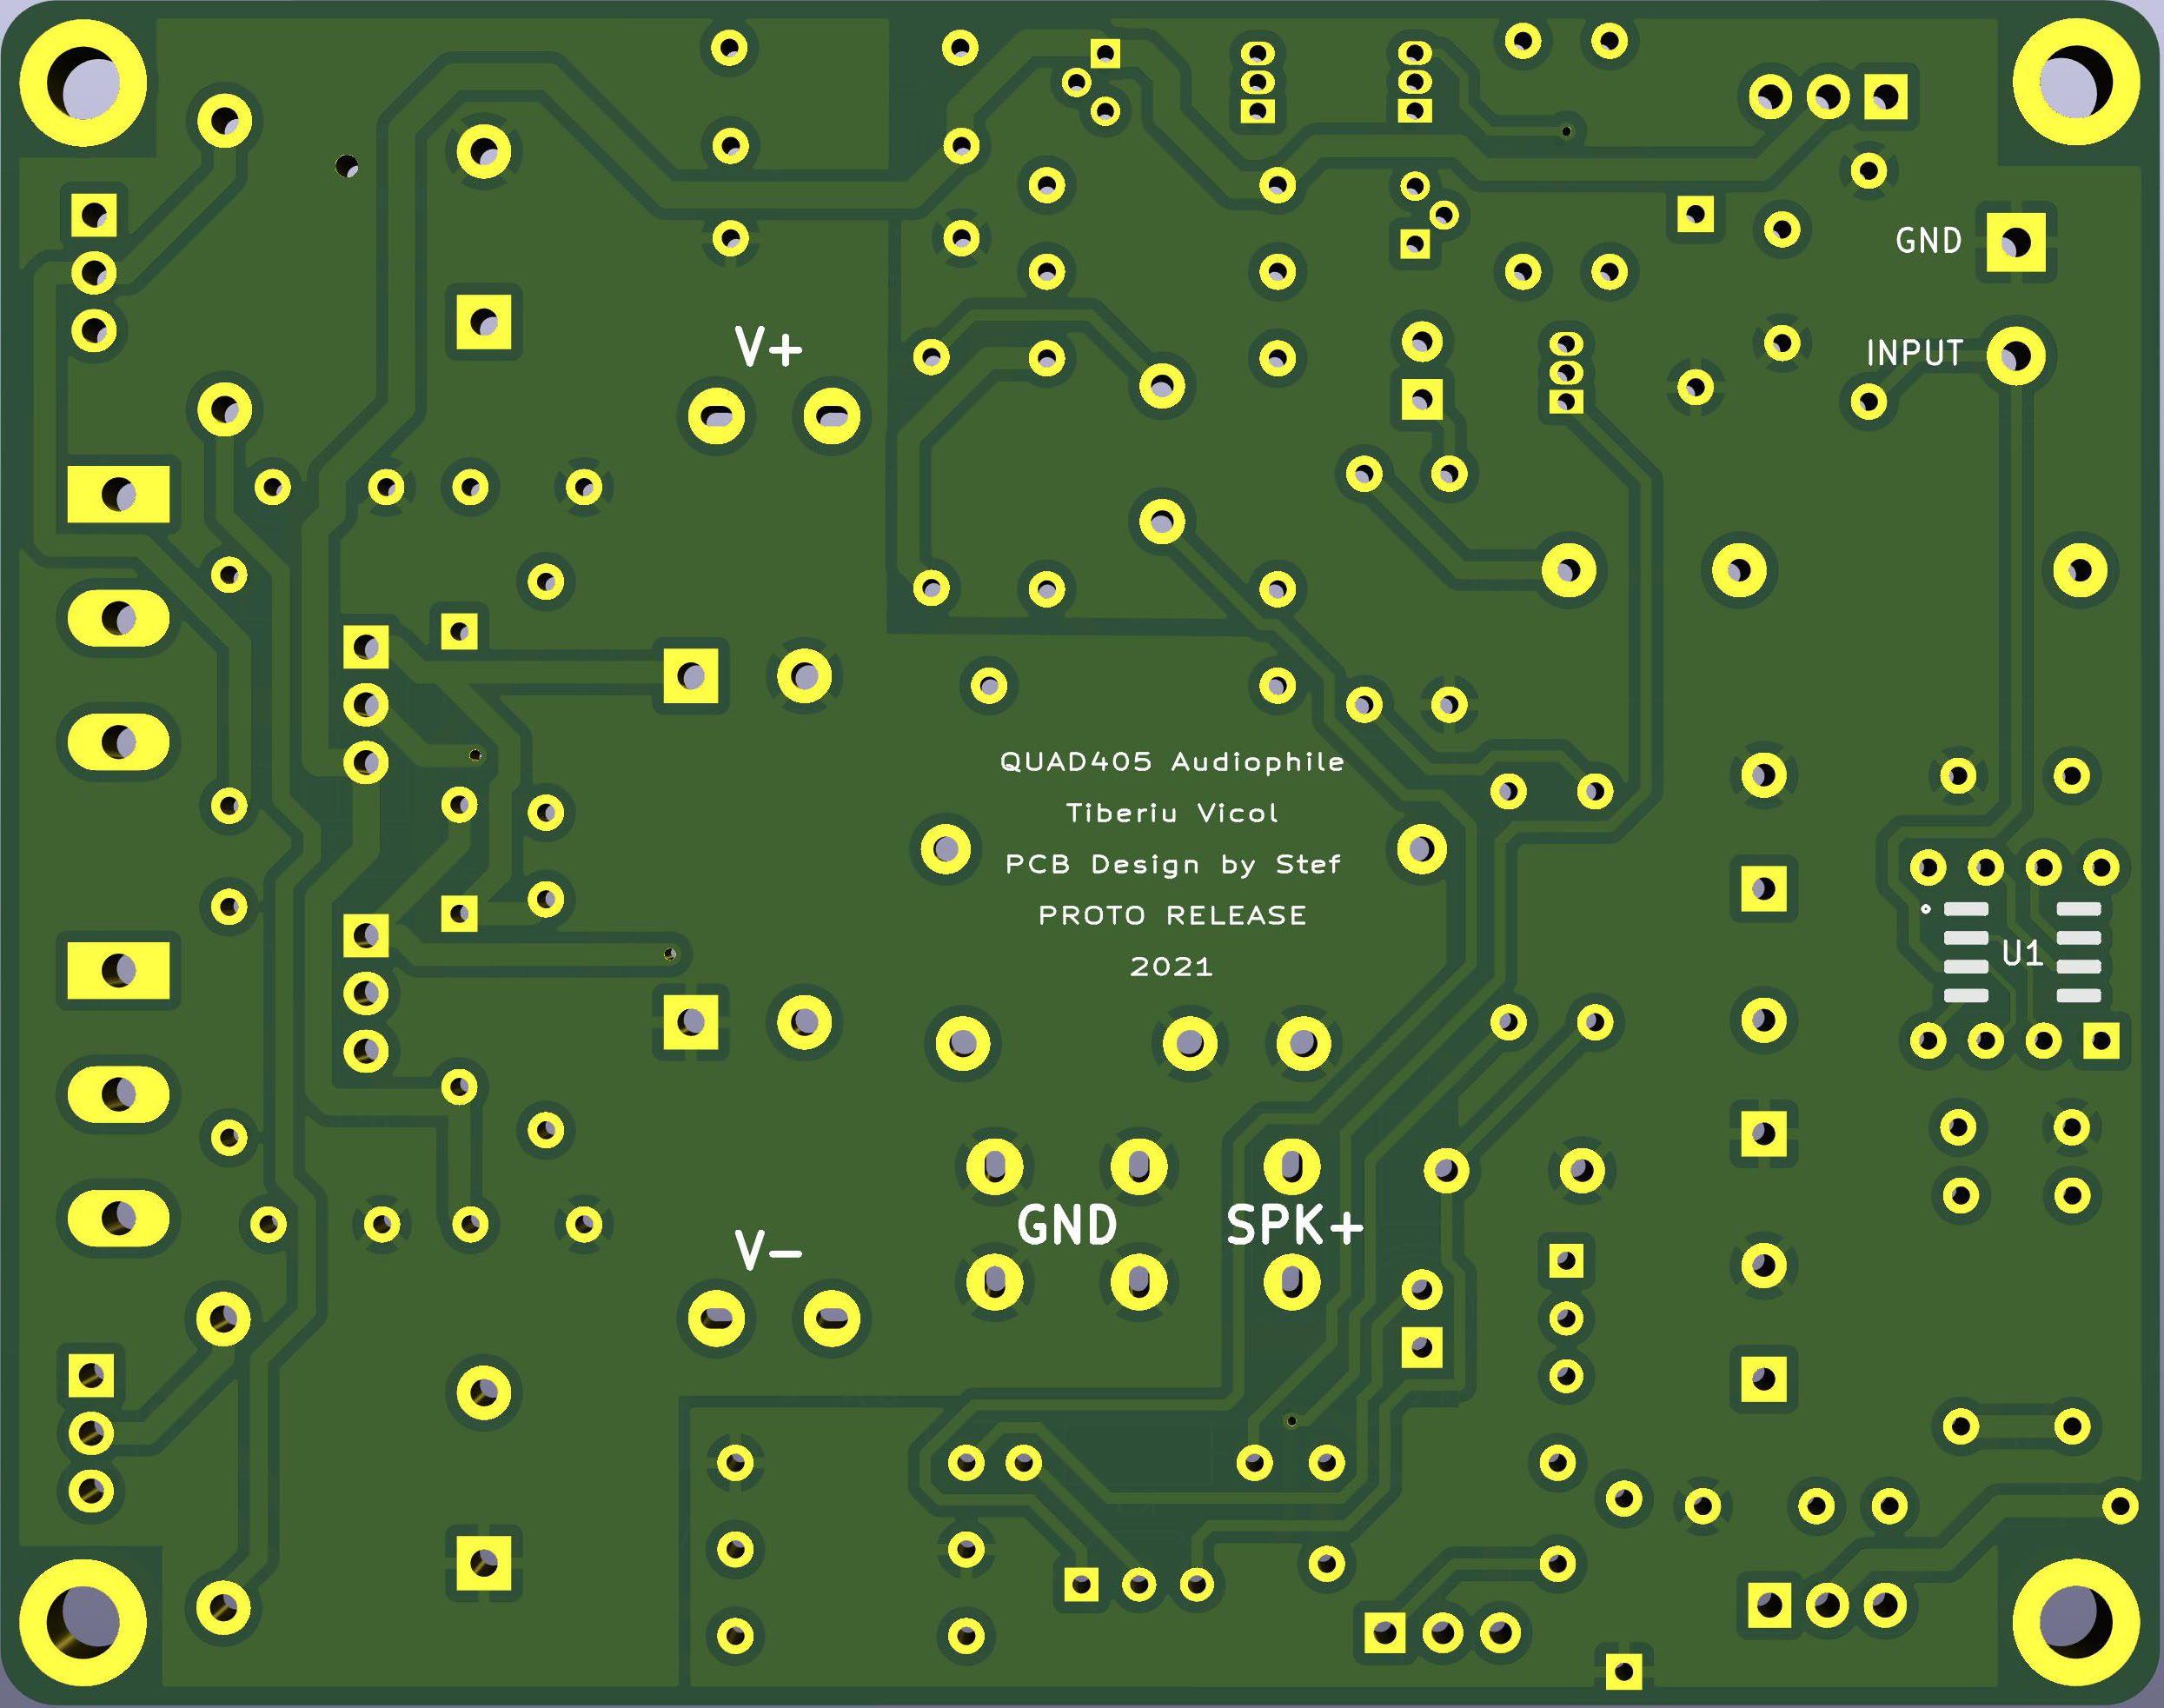 GND
V+
INPUT
QUAD405 Audiophile
Tiberiu Vicol
PCB Design by Stef
PROTO RELEASE
U1
2021
GND
SPK+
V-